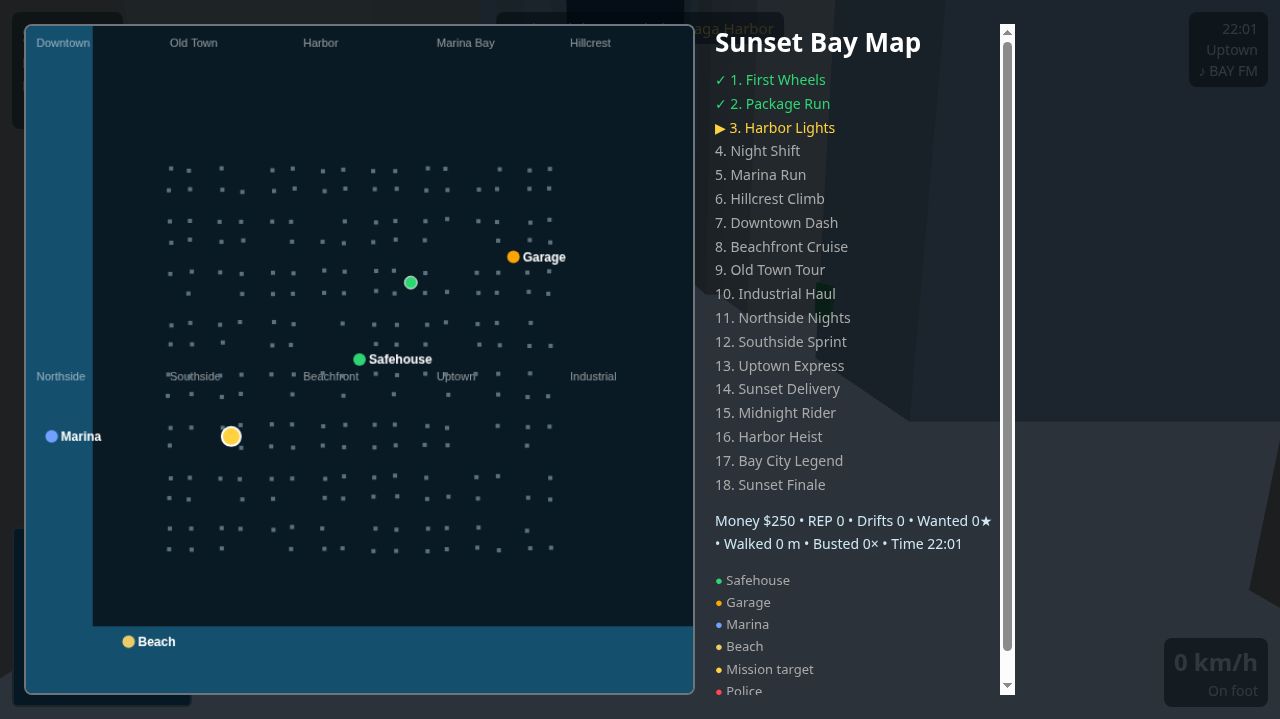 Downtown
Old Town
Harbor
Marina Bay
Hillcrest
Garage
Safehouse
Northside
Southside
Beachfront
Uptown
Industrial
Marina
Beach
aga Harbor
Sunset Bay Map
✓ 1. First Wheels
✓ 2. Package Run
▶ 3. Harbor Lights
4. Night Shift
5. Marina Run
6. Hillcrest Climb
7. Downtown Dash
8. Beachfront Cruise
9. Old Town Tour
10. Industrial Haul
11. Northside Nights
12. Southside Sprint
13. Uptown Express
14. Sunset Delivery
15. Midnight Rider
16. Harbor Heist
17. Bay City Legend
18. Sunset Finale
Money $250 • REP 0 • Drifts 0 • Wanted 0★
• Walked 0 m • Busted 0× • Time 22:01
● Safehouse
● Garage
● Marina
● Beach
● Mission target
● Police
22:01
Uptown
♪ BAY FM
0 km/h
On foot